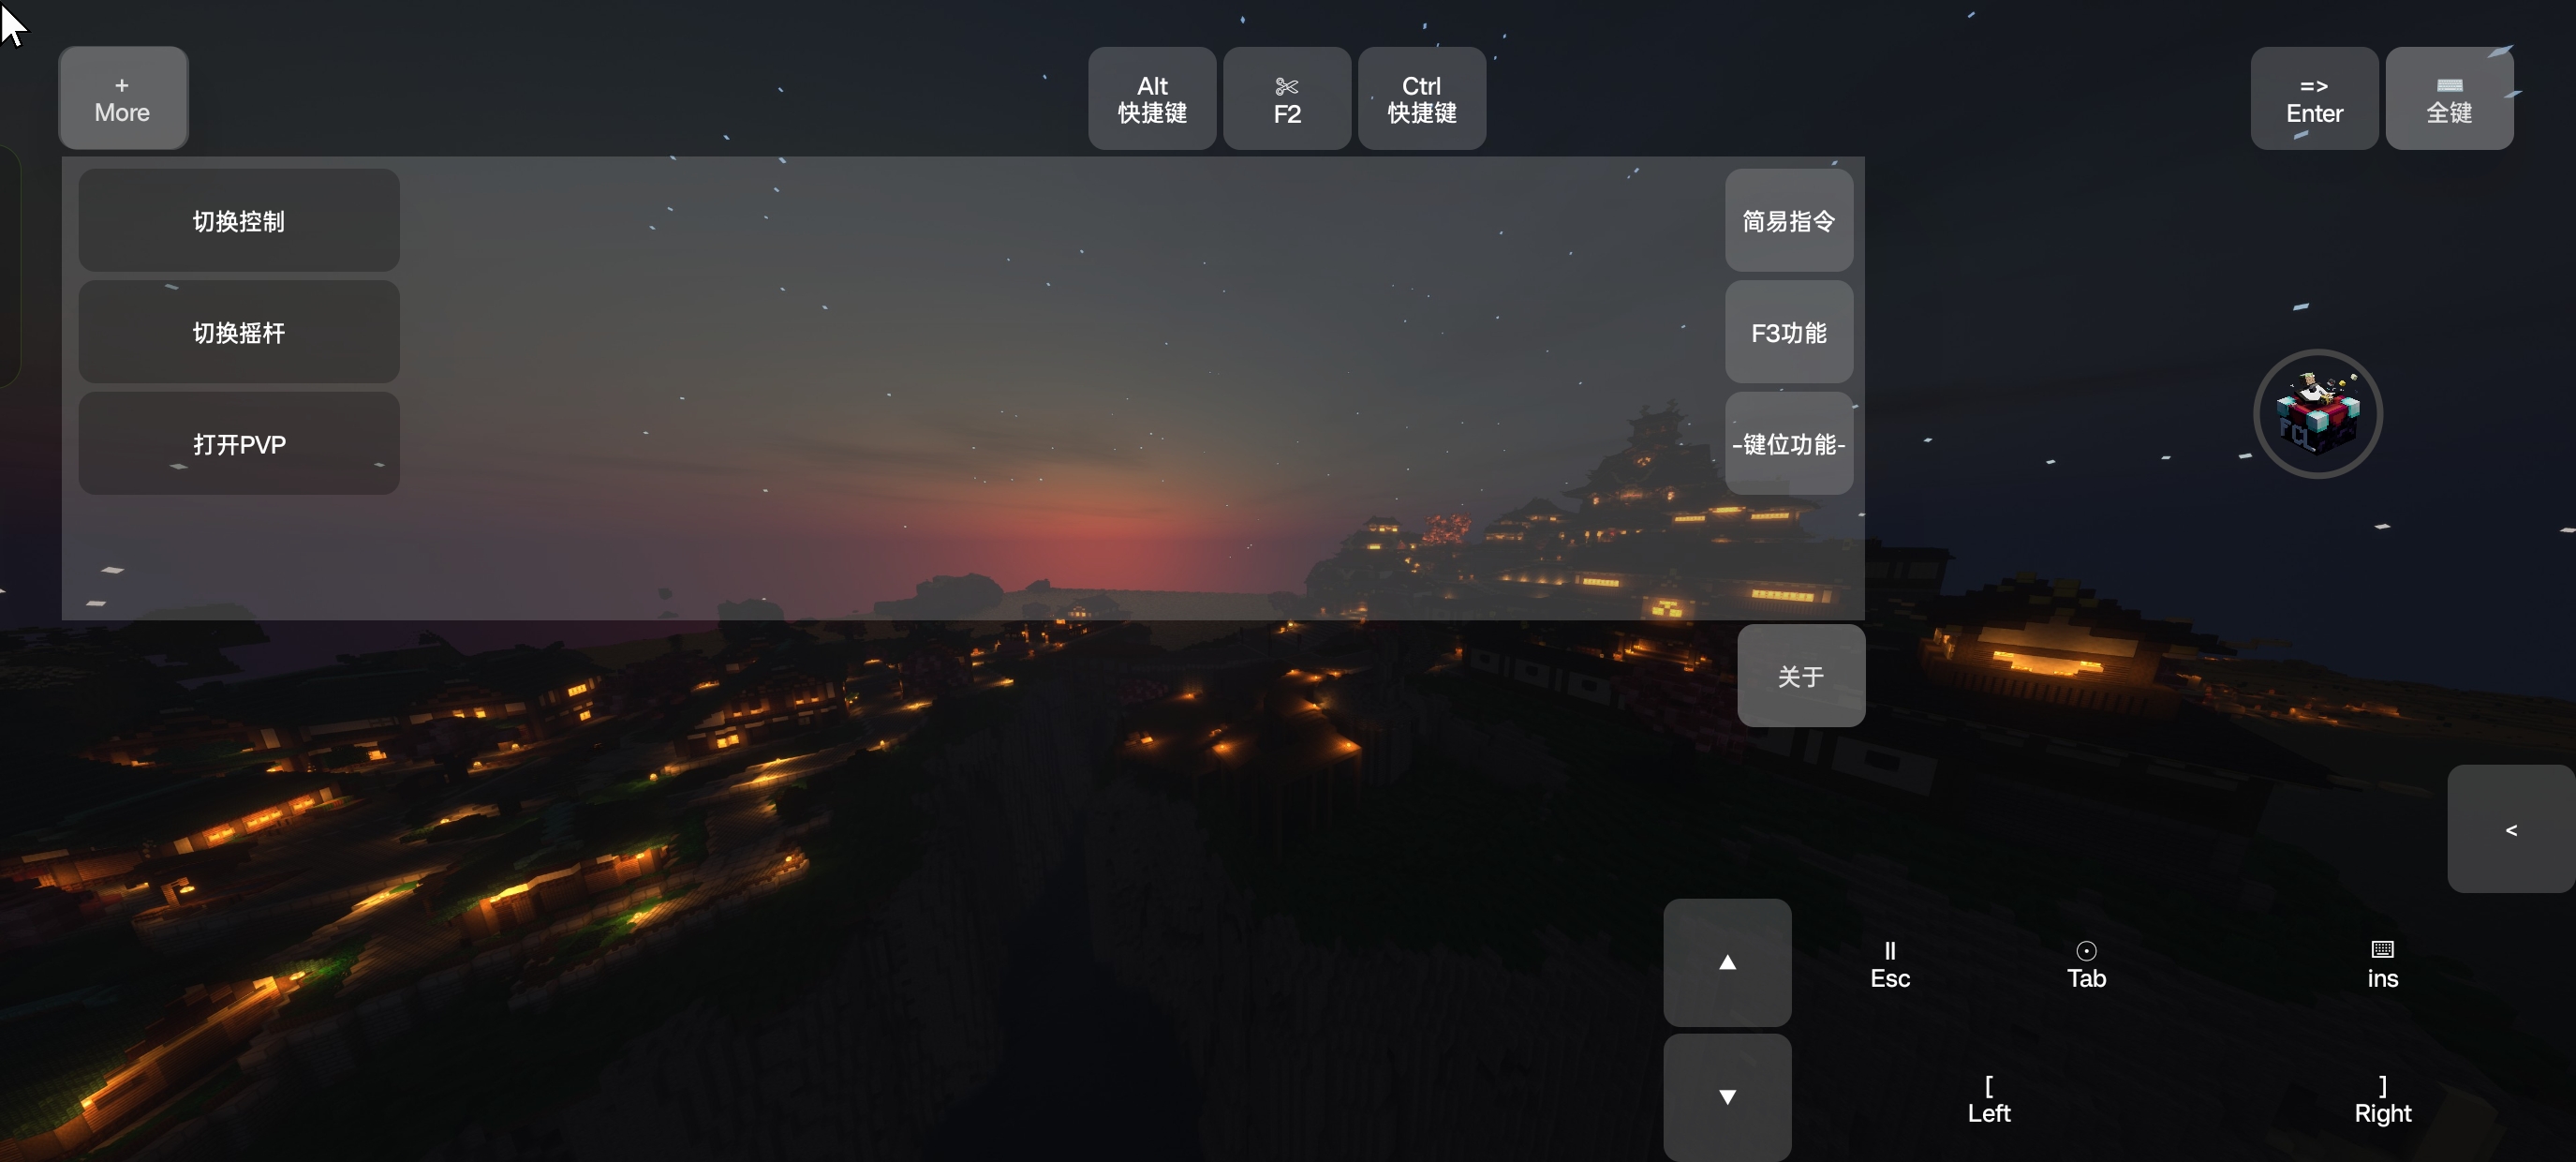 +
More
Alt
快捷键
✂
F2
Ctrl
快捷键
=>
Enter
⌨
全键
切换控制
简易指令
切换摇杆
F3功能
打开PVP
-键位功能-
FCL
关于
<
▲
II
Esc
⊙
Tab
⌨
ins
▼
[
Left
]
Right